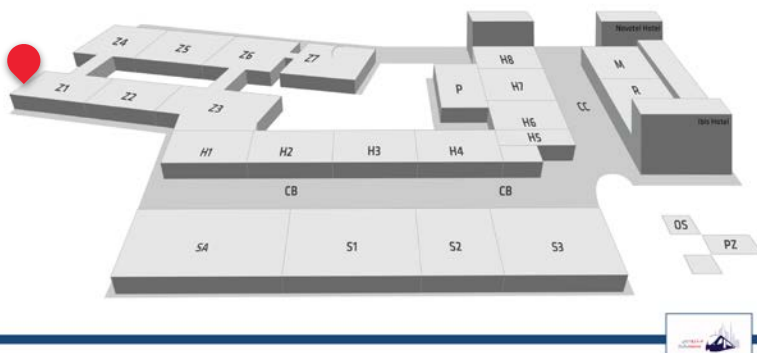 Novotel Hotel
Z4
Z5
Z6
Z7
H8
M
Z1
Z2
Z3
P
H7
R
CC
H6
Ibis Hotel
H5
H1
H2
H3
H4
CB
CB
SA
S1
S2
S3
OS
PZ